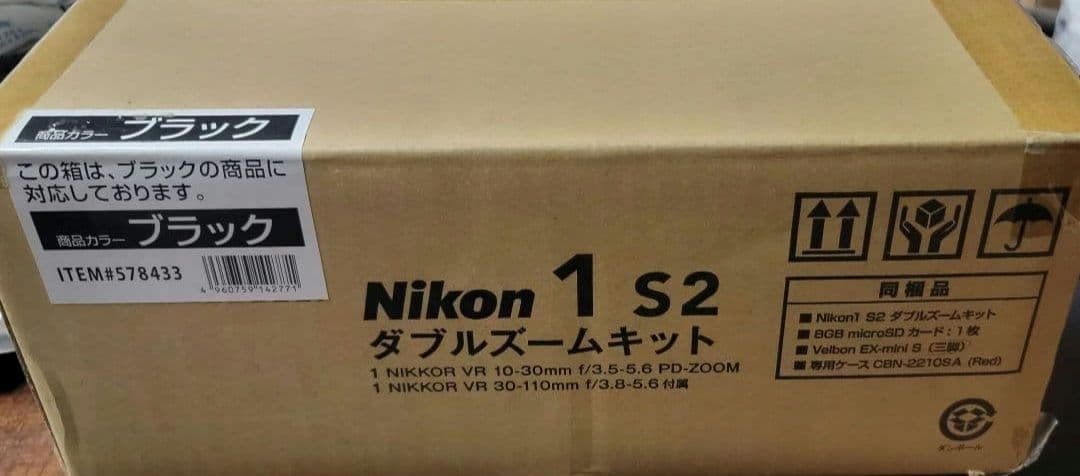 商品カラー ブラック
この箱は、ブラックの商品に
対応しております。
商品カラー ブラック
ITEM#578433
4 960759 142771
Nikon 1 S2
ダブルズームキット
1 NIKKOR VR 10-30mm f/3.5-5.6 PD-ZOOM
1 NIKKOR VR 30-110mm f/3.8-5.6 付属
同梱品
■ Nikon1 S2 ダブルズームキット
■ 8GB microSD カード：1枚
■ Velbon EX-mini S（三脚）
■ 専用ケース CBN-2210SA（Red）
ダンボール